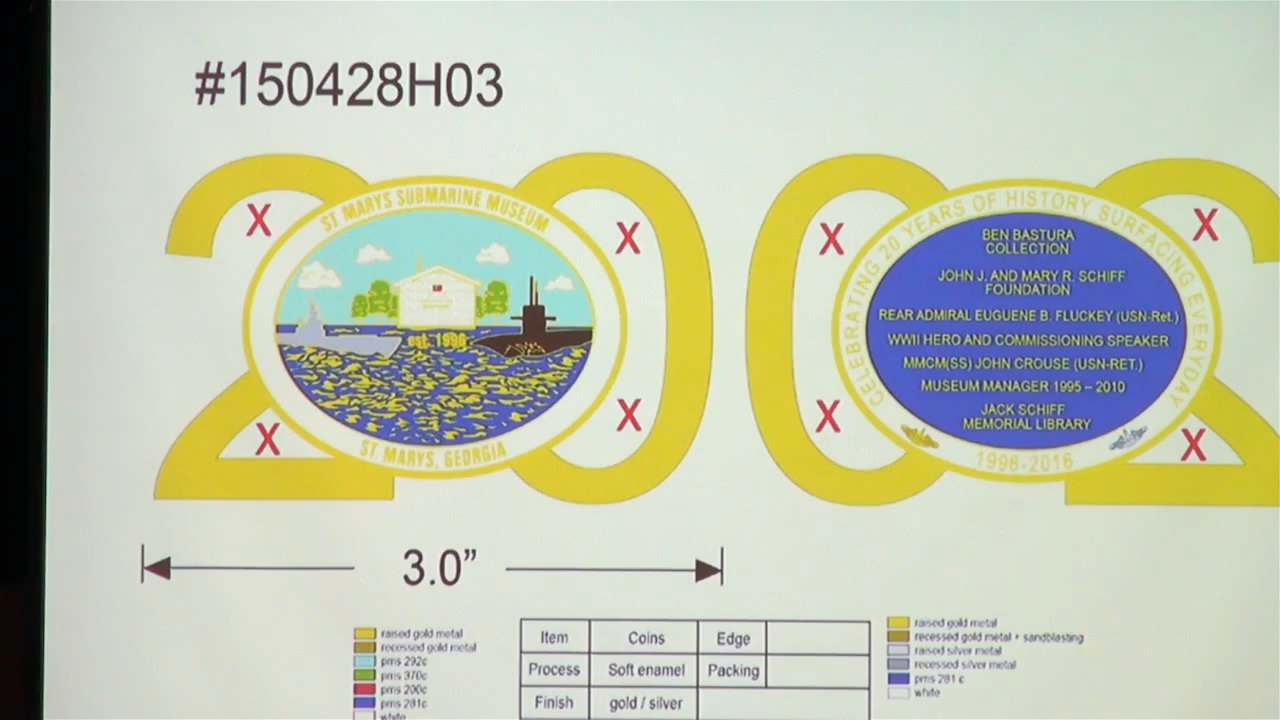 #150428H03
X
X
X
X
ST MARYS SUBMARINE MUSEUM
est. 1996
ST. MARYS, GEORGIA
X
X
X
X
CELEBRATING 20 YEARS OF HISTORY SURFACING EVERYDAY
BEN BASTURA
COLLECTION
JOHN J. AND MARY R. SCHIFF
FOUNDATION
REAR ADMIRAL EUGUENE B. FLUCKEY (USN-Ret.)
WWII HERO AND COMMISSIONING SPEAKER
MMCM(SS) JOHN CROUSE (USN-RET.)
MUSEUM MANAGER 1995 – 2010
JACK SCHIFF
MEMORIAL LIBRARY
1996-2016
3.0”
raised gold metal
recessed gold metal
pms 292c
pms 370c
pms 200c
pms 281c
white
Item Coins Edge
Process Soft enamel Packing
Finish gold / silver
raised gold metal
recessed gold metal + sandblasting
raised silver metal
recessed silver metal
pms 281 c
white